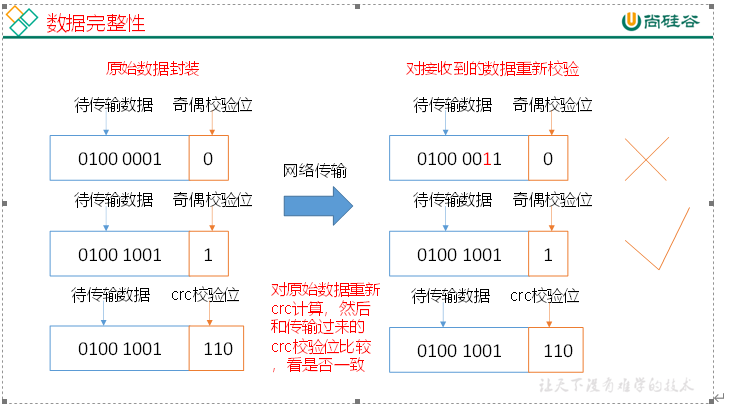 数据完整性
尚硅谷
原始数据封装
对接收到的数据重新校验
待传输数据 奇偶校验位
0100 0001 0
待传输数据 奇偶校验位
0100 0011 0
网络传输
待传输数据 奇偶校验位
0100 1001 1
待传输数据 奇偶校验位
0100 1001 1
待传输数据 crc校验位
0100 1001 110
对原始数据重新
crc计算，然后
和传输过来的
crc校验位比较
，看是否一致
待传输数据 crc校验位
0100 1001 110
让天下没有难学的技术